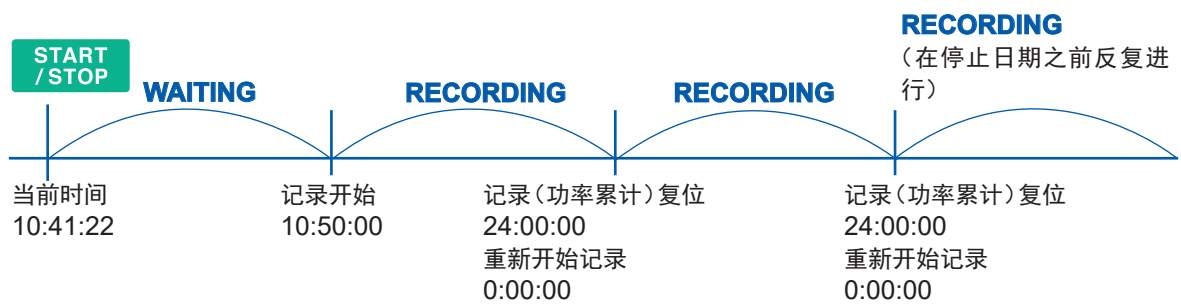 START
/STOP
WAITING
RECORDING
RECORDING
RECORDING
（在停止日期之前反复进
行）
当前时间
10:41:22
记录开始
10:50:00
记录（功率累计）复位
24:00:00
重新开始记录
0:00:00
记录（功率累计）复位
24:00:00
重新开始记录
0:00:00